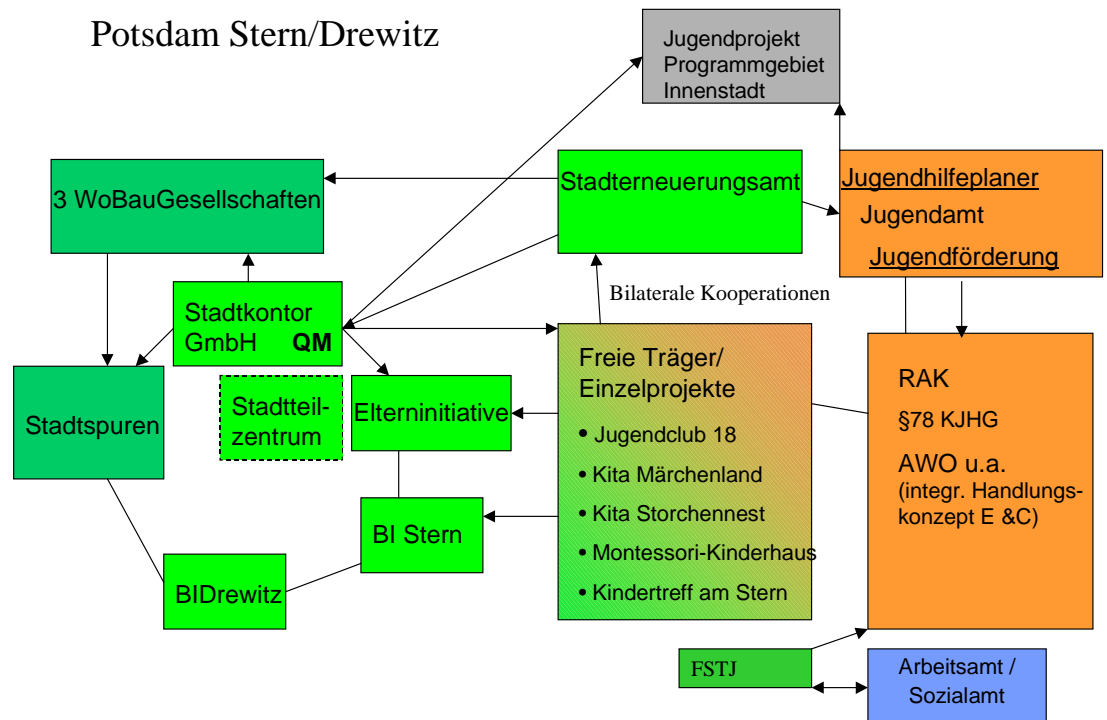 Potsdam Stern/Drewitz
Jugendprojekt
Programmgebiet
Innenstadt
3 WoBauGesellschaften
Stadterneuerungsamt
Jugendhilfeplaner
Jugendamt
Jugendförderung
Bilaterale Kooperationen
Stadtkontor
GmbH QM
Stadtspuren
Stadtteil-
zentrum
Elterninitiative
BI Stern
BIDrewitz
Freie Träger/
Einzelprojekte
• Jugendclub 18
• Kita Märchenland
• Kita Storchennest
• Montessori-Kinderhaus
• Kindertreff am Stern
RAK
§78 KJHG
AWO u.a.
(integr. Handlungs-
konzept E &C)
FSTJ
Arbeitsamt /
Sozialamt